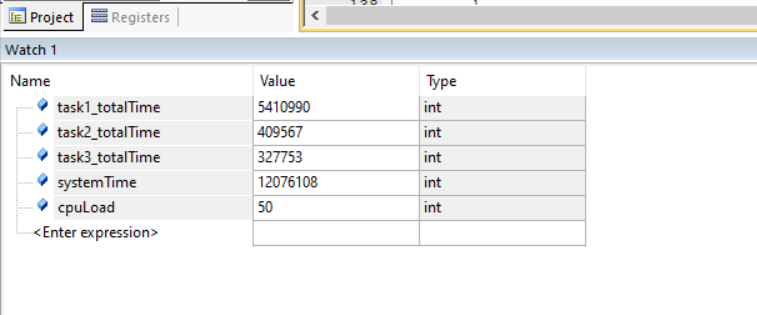 Project Registers
Watch 1
Name Value Type
task1_totalTime 5410990 int
task2_totalTime 409567 int
task3_totalTime 327753 int
systemTime 12076108 int
cpuLoad 50 int
<Enter expression>